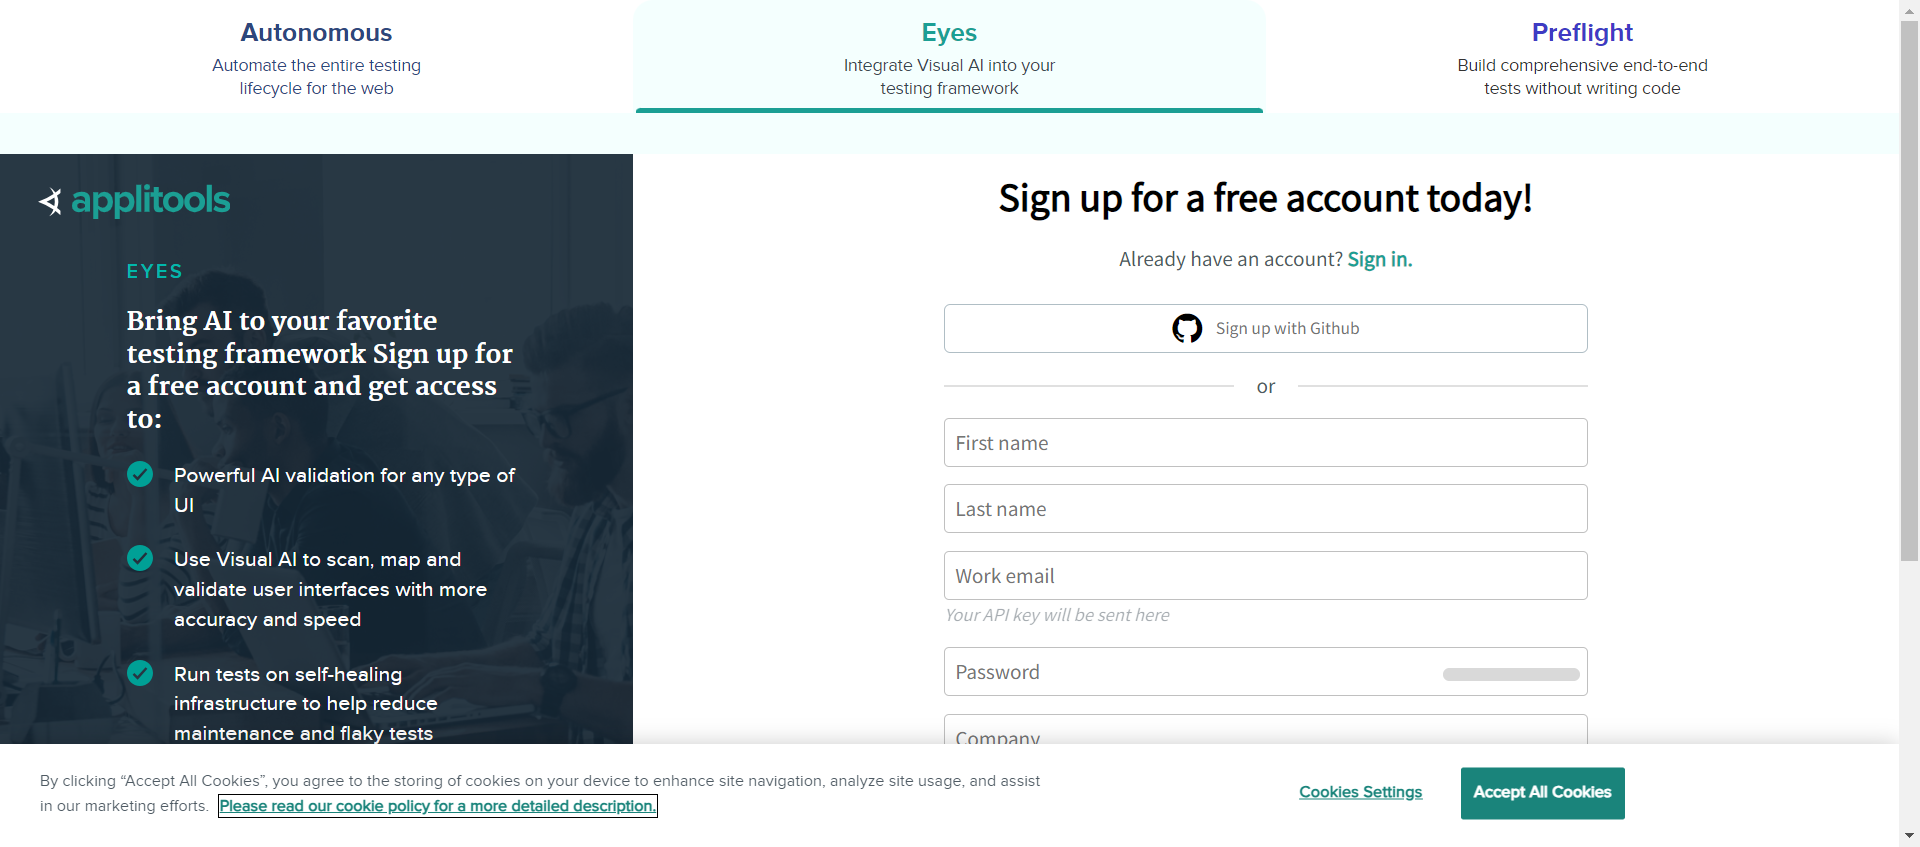 Autonomous
Automate the entire testing
lifecycle for the web
Eyes
Integrate Visual AI into your
testing framework
Preflight
Build comprehensive end-to-end
tests without writing code
applitools
EYES
Bring AI to your favorite
testing framework Sign up for
a free account and get access
to:
Powerful AI validation for any type of
UI
Use Visual AI to scan, map and
validate user interfaces with more
accuracy and speed
Run tests on self-healing
infrastructure to help reduce
maintenance and flaky tests
Sign up for a free account today!
Already have an account? Sign in.
Sign up with Github
or
First name
Last name
Work email
Your API key will be sent here
Password
Company
By clicking “Accept All Cookies”, you agree to the storing of cookies on your device to enhance site navigation, analyze site usage, and assist
in our marketing efforts. Please read our cookie policy for a more detailed description.
Cookies Settings
Accept All Cookies